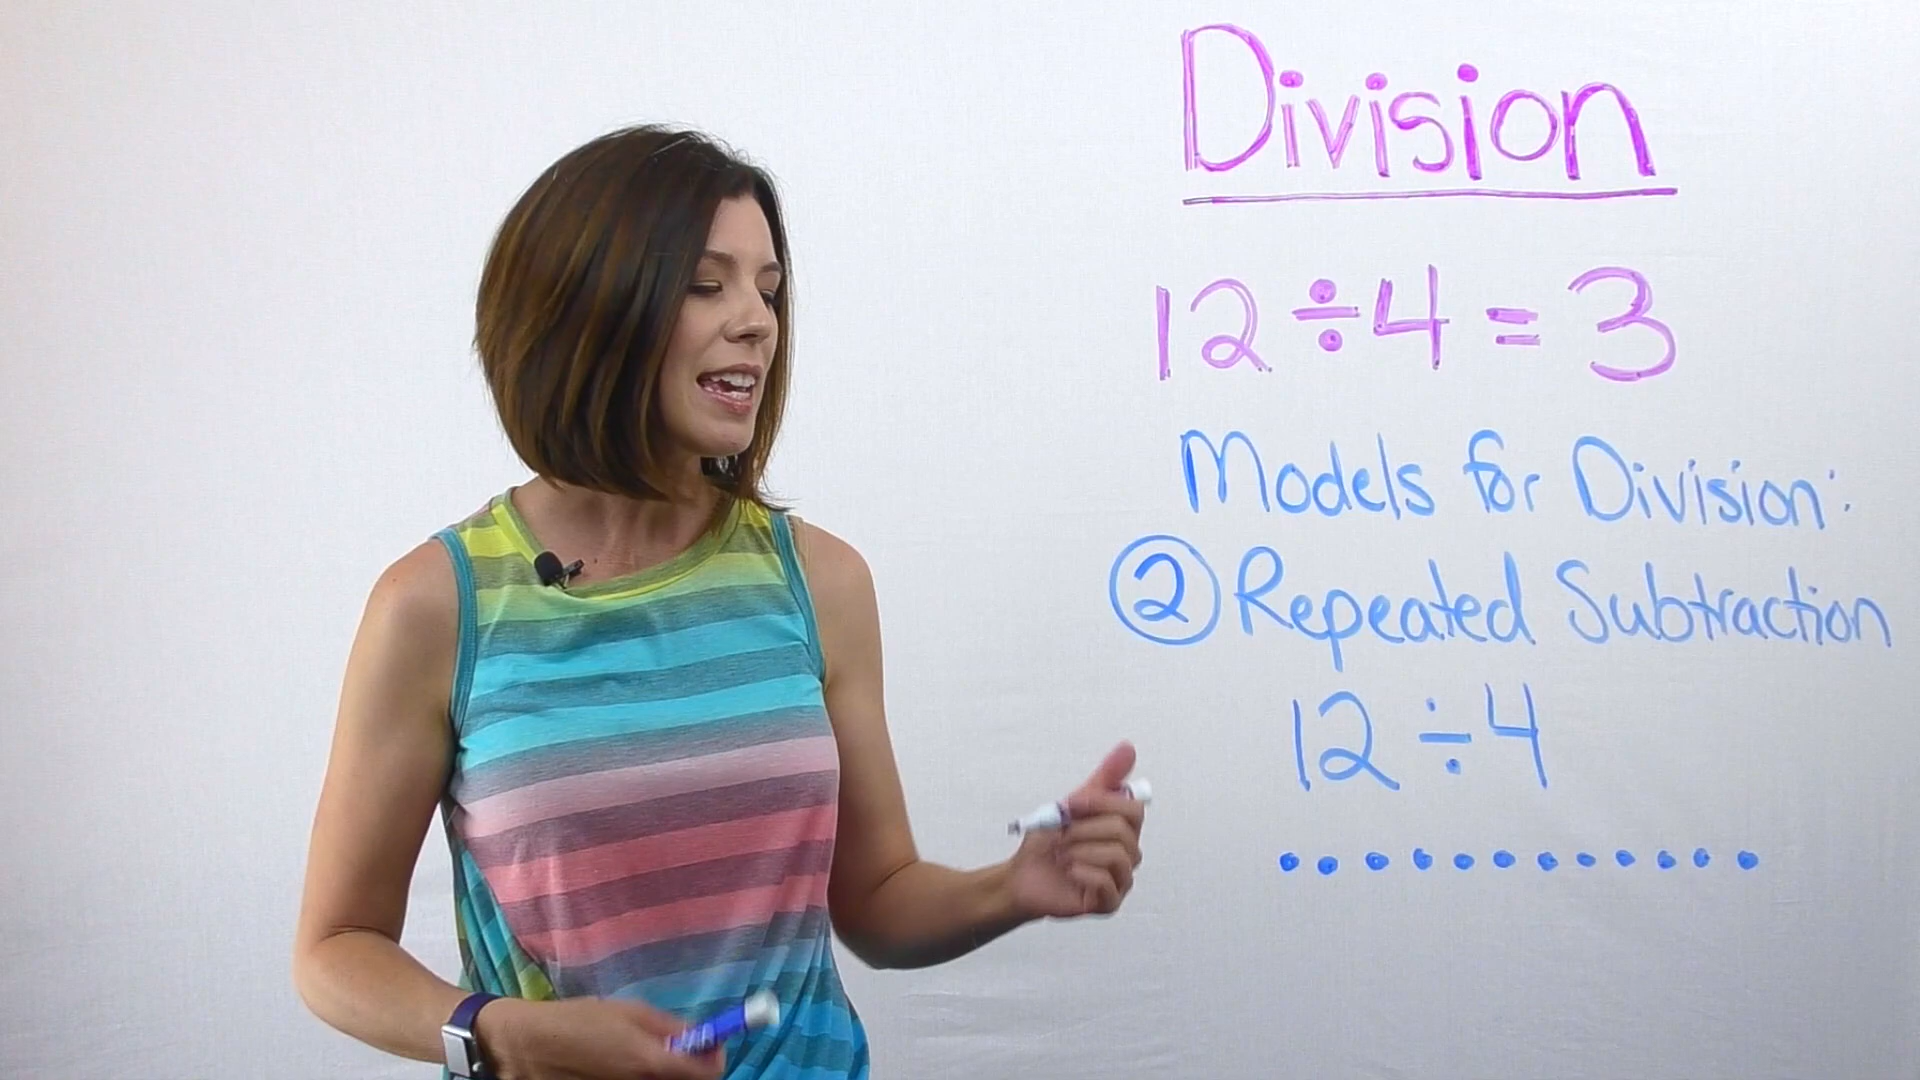 Division
12 ÷ 4 = 3
Models for Division:
② Repeated Subtraction
12 ÷ 4